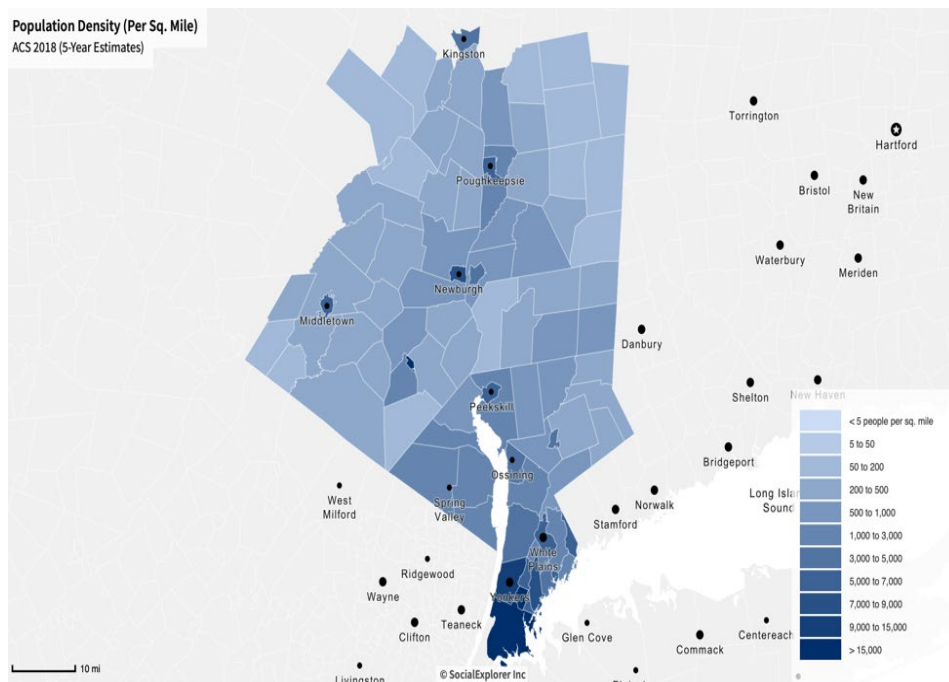 Population Density (Per Sq. Mile)
ACS 2018 (5-Year Estimates)
Kingston
Torrington
Hartford
Poughkeepsie
Bristol
New
Britain
Waterbury
Meriden
Newburgh
Middletown
Danbury
Shelton
New Haven
Peekskill
< 5 people per sq. mile
5 to 50
50 to 200
200 to 500
500 to 1,000
1,000 to 3,000
3,000 to 5,000
5,000 to 7,000
7,000 to 9,000
9,000 to 15,000
> 15,000
Bridgeport
Ossining
West
Milford
Spring
Valley
Norwalk
Long Isla
Sound
Stamford
White
Plains
Ridgewood
Wayne
Yonkers
Teaneck
Clifton
Glen Cove
Commack
Centereach
10 mi
Livingston
© SocialExplorer Inc